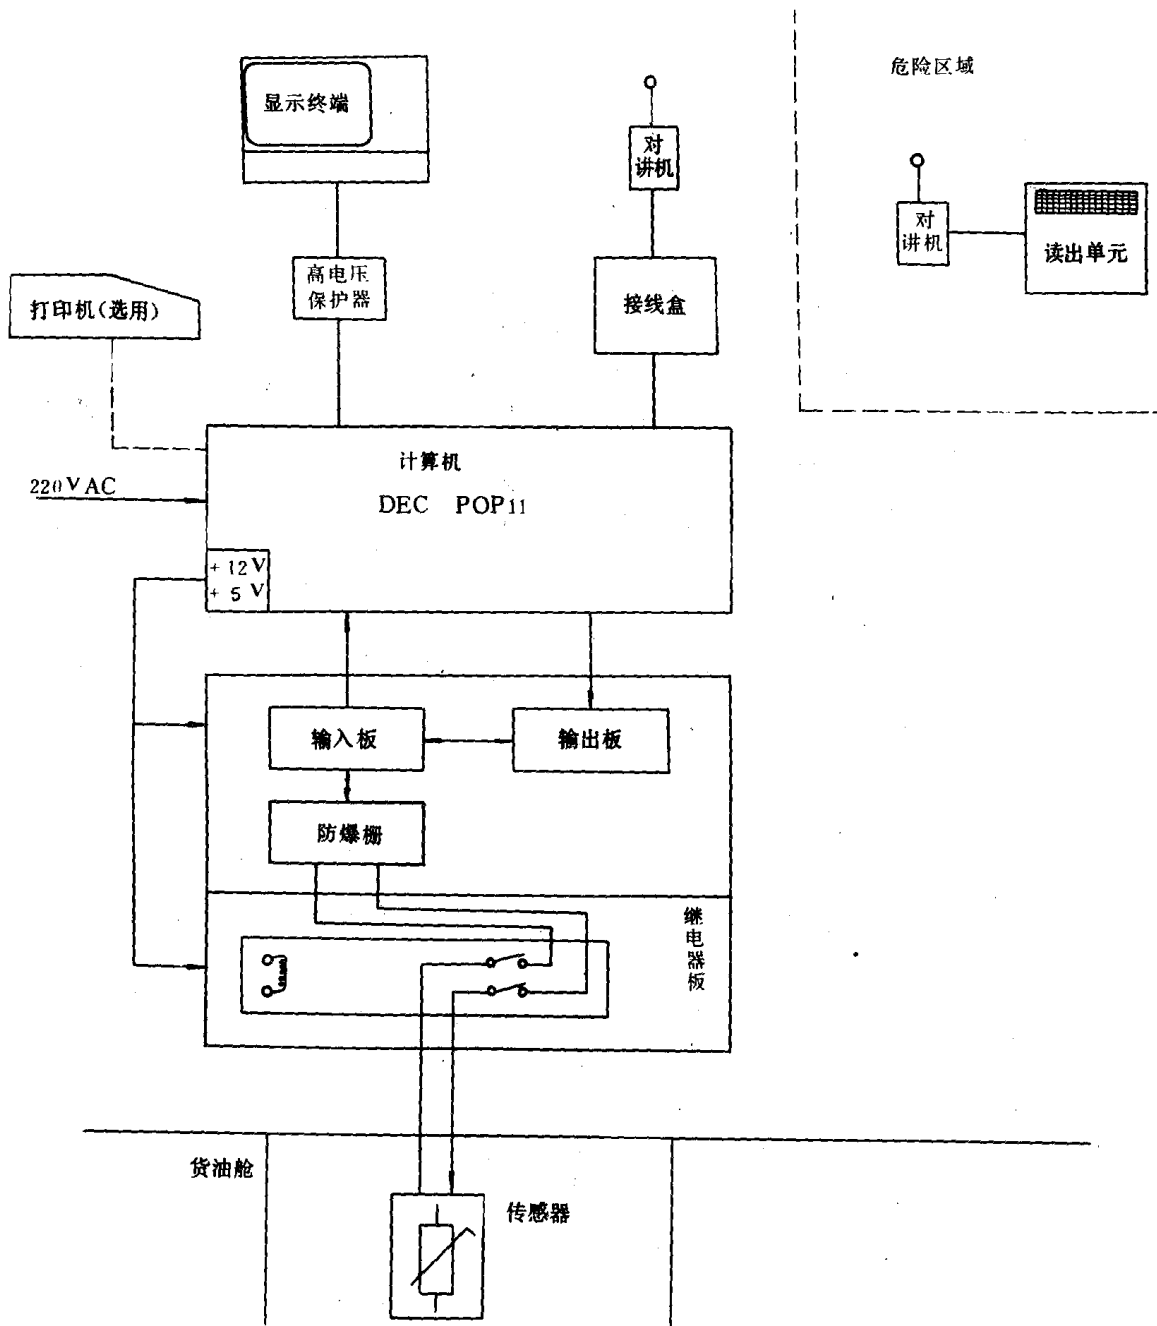 危险区域
显示终端
对
讲机
对
讲机
读出单元
高电压
保护器
接线盒
打印机(选用)
计算机
220VAC
DEC POP11
+ 12V
+ 5V
输入板
输出板
防爆栅
继电器板
货油舱
传感器